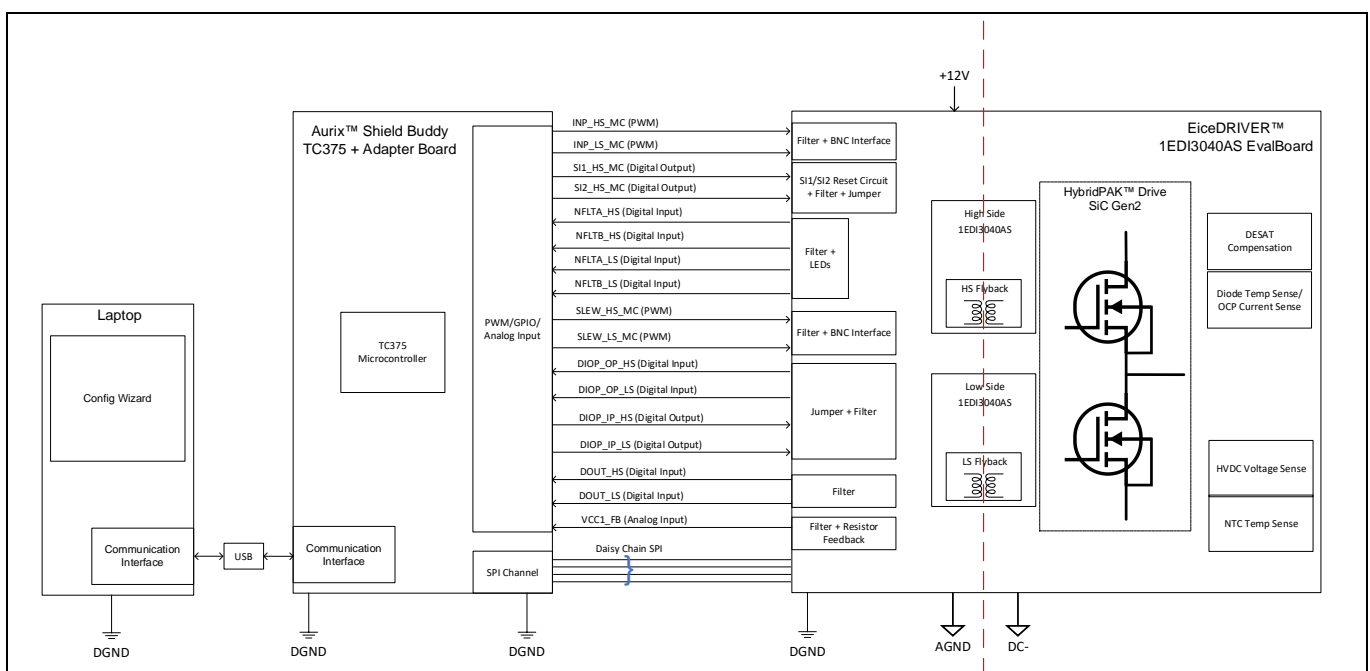 +12V
Aurix™ Shield Buddy
TC375 + Adapter Board
EiceDRIVER™
1EDI3040AS EvalBoard
INP_HS_MC (PWM)
INP_LS_MC (PWM)
SI1_HS_MC (Digital Output)
SI2_HS_MC (Digital Output)
NFLTA_HS (Digital Input)
NFLTB_HS (Digital Input)
NFLTA_LS (Digital Input)
NFLTB_LS (Digital Input)
SLEW_HS_MC (PWM)
SLEW_LS_MC (PWM)
DIOP_OP_HS (Digital Input)
DIOP_OP_LS (Digital Input)
DIOP_IP_HS (Digital Output)
DIOP_IP_LS (Digital Output)
DOUT_HS (Digital Input)
DOUT_LS (Digital Input)
VCC1_FB (Analog Input)
Daisy Chain SPI
Filter + BNC Interface
SI1/SI2 Reset Circuit
+ Filter + Jumper
Filter +
LEDs
Filter + BNC Interface
Jumper + Filter
Filter
Filter + Resistor
Feedback
High Side
1EDI3040AS
HS Flyback
Low Side
1EDI3040AS
LS Flyback
HybridPAK™ Drive
SiC Gen2
DESAT
Compensation
Diode Temp Sense/
OCP Current Sense
HVDC Voltage Sense
NTC Temp Sense
PWM/GPIO/
Analog Input
TC375
Microcontroller
Laptop
Config Wizard
Communication
Interface
USB
Communication
Interface
SPI Channel
DGND
DGND
DGND
DGND
AGND
DC-